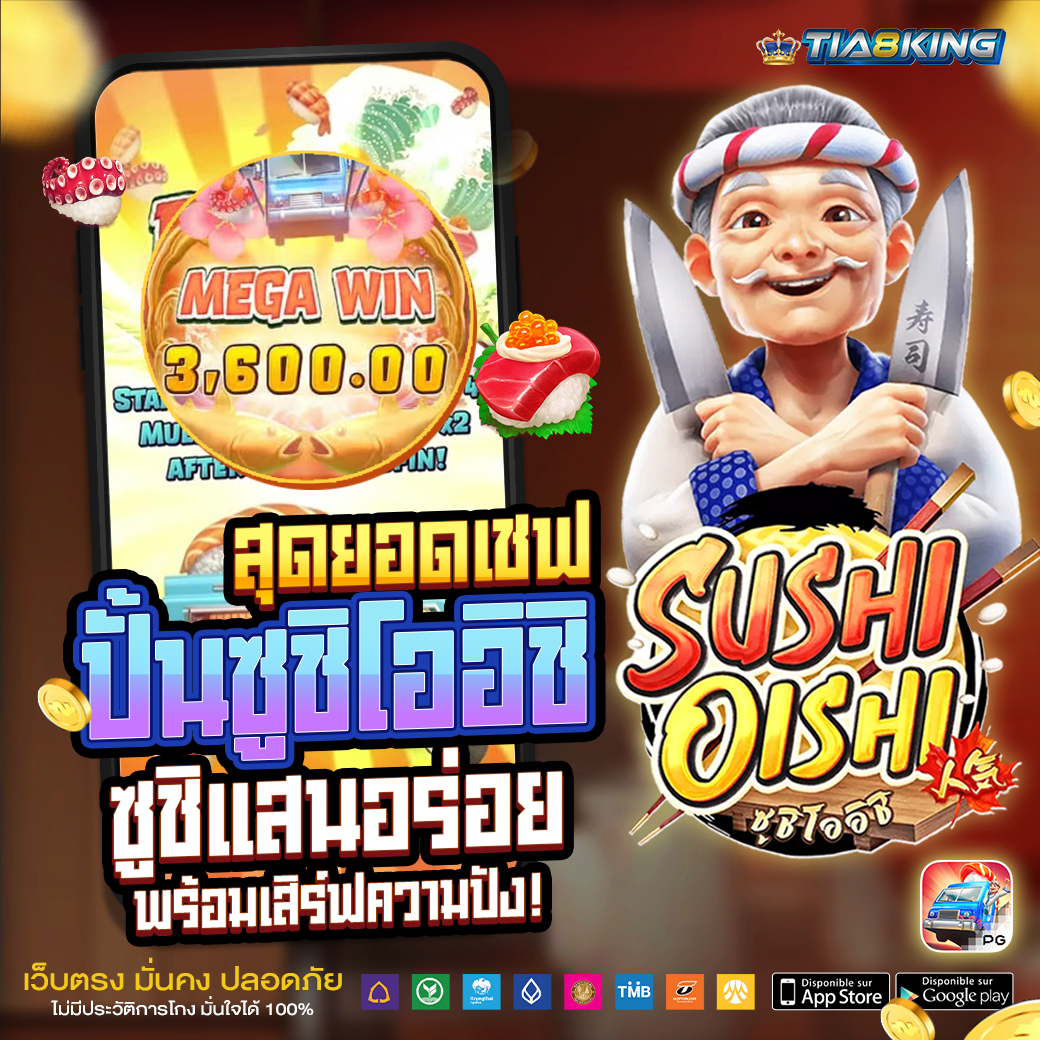 TIA8KING
MEGA WIN
3,600.00
x2
AFTER
สุดยอดเชฟ
ปั้นซูชิโออิชิ
ซูชิแสนอร่อย
พร้อมเสิร์ฟความปัง!
寿司
SUSHI
OISHI
人気
ซูชิโออิชิ
PG
เว็บตรง มั่นคง ปลอดภัย
ไม่มีประวัติการโกง มั่นใจได้ 100%
TMB
Disponible sur
App Store
Disponible sur
Google play